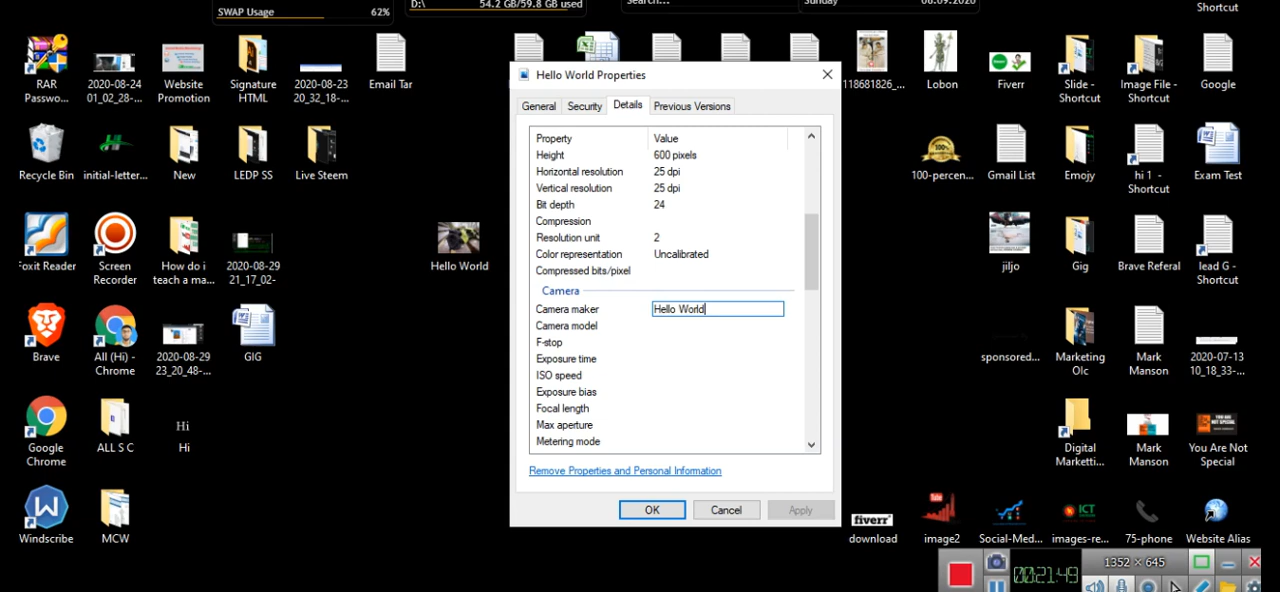 SWAP Usage 62%
D:\ 54.2 GB/59.8 GB used
Search...
Sunday 06.09.2020
Shortcut
RAR Passwo...
2020-08-24 01_02_28-...
Website Promotion
Signature HTML
2020-08-23 20_32_18-...
Email Tar
118681826_...
Lobon
Fiverr
Slide - Shortcut
Image File - Shortcut
Google
Recycle Bin
initial-letter...
New
LEDP SS
Live Steem
100-percen...
Gmail List
Emojy
hi 1 - Shortcut
Exam Test
Foxit Reader
Screen Recorder
How do i teach a ma...
2020-08-29 21_17_02-
Hello World
jiljo
Gig
Brave Referal
lead G - Shortcut
Brave
All (Hi) - Chrome
2020-08-29 23_20_48-...
GIG
sponsored...
Marketing Olc
Mark Manson
2020-07-13 10_18_33-...
Google Chrome
ALL S C
Hi
Hi
Digital Marketti...
Mark Manson
You Are Not Special
Windscribe
MCW
fiverr
download
image2
Social-Med...
ICT
images-re...
75-phone
Website Alias
Hello World Properties
General Security Details Previous Versions
Property Value
Height 600 pixels
Horizontal resolution 25 dpi
Vertical resolution 25 dpi
Bit depth 24
Compression
Resolution unit 2
Color representation Uncalibrated
Compressed bits/pixel
Camera
Camera maker Hello World
Camera model
F-stop
Exposure time
ISO speed
Exposure bias
Focal length
Max aperture
Metering mode
Remove Properties and Personal Information
OK Cancel Apply
00:21:49
1352 × 645